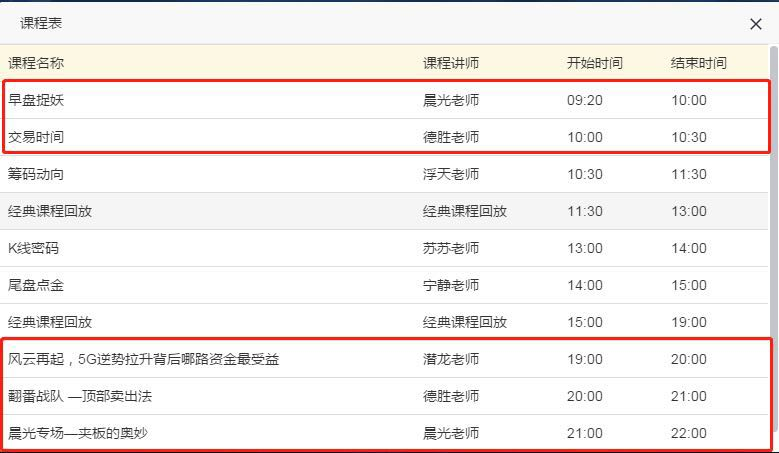 课程表
课程名称 课程讲师 开始时间 结束时间
早盘捉妖 晨光老师 09:20 10:00
交易时间 德胜老师 10:00 10:30
筹码动向 浮天老师 10:30 11:30
经典课程回放 经典课程回放 11:30 13:00
K线密码 苏苏老师 13:00 14:00
尾盘点金 宁静老师 14:00 15:00
经典课程回放 经典课程回放 15:00 19:00
风云再起，5G逆势拉升背后哪路资金最受益 潜龙老师 19:00 20:00
翻番战队 —顶部卖出法 德胜老师 20:00 21:00
晨光专场—夹板的奥妙 晨光老师 21:00 22:00